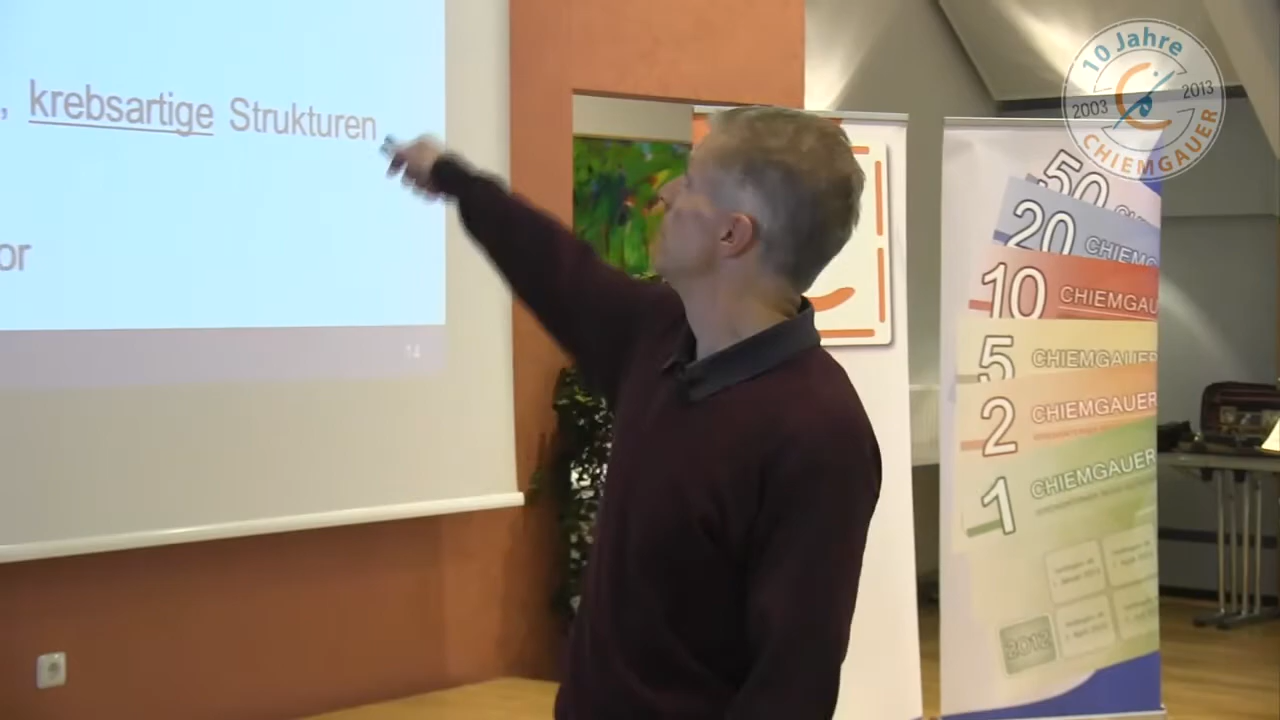 , krebsartige Strukturen
or
14
10 Jahre
2003 2013
CHIEMGAUER
50
20 CHIEMG
10 CHIEMGAU
5 CHIEMGAUER
2 CHIEMGAUER
1 CHIEMGAUER
2012